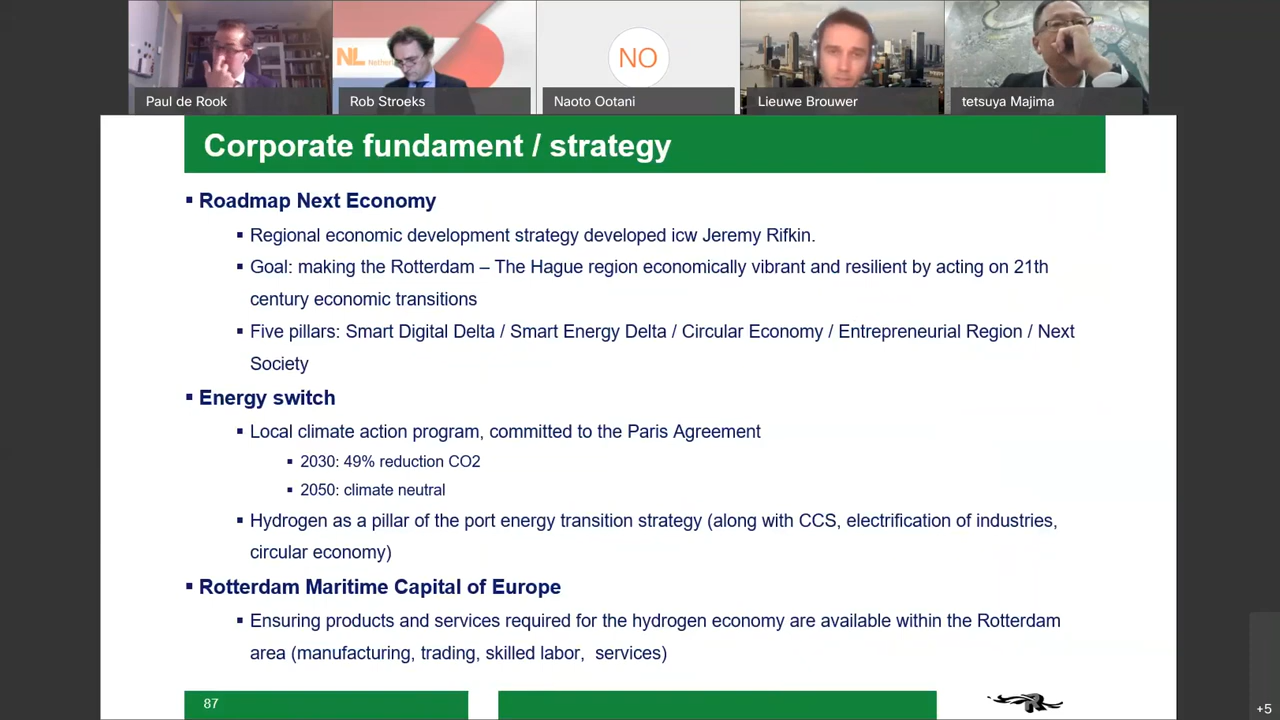 NL Nether
NO
Paul de Rook
Rob Stroeks
Naoto Ootani
Lieuwe Brouwer
tetsuya Majima
Corporate fundament / strategy
▪ Roadmap Next Economy
▪ Regional economic development strategy developed icw Jeremy Rifkin.
▪ Goal: making the Rotterdam – The Hague region economically vibrant and resilient by acting on 21th
century economic transitions
▪ Five pillars: Smart Digital Delta / Smart Energy Delta / Circular Economy / Entrepreneurial Region / Next
Society
▪ Energy switch
▪ Local climate action program, committed to the Paris Agreement
▪ 2030: 49% reduction CO2
▪ 2050: climate neutral
▪ Hydrogen as a pillar of the port energy transition strategy (along with CCS, electrification of industries,
circular economy)
▪ Rotterdam Maritime Capital of Europe
▪ Ensuring products and services required for the hydrogen economy are available within the Rotterdam
area (manufacturing, trading, skilled labor, services)
87
R
+5